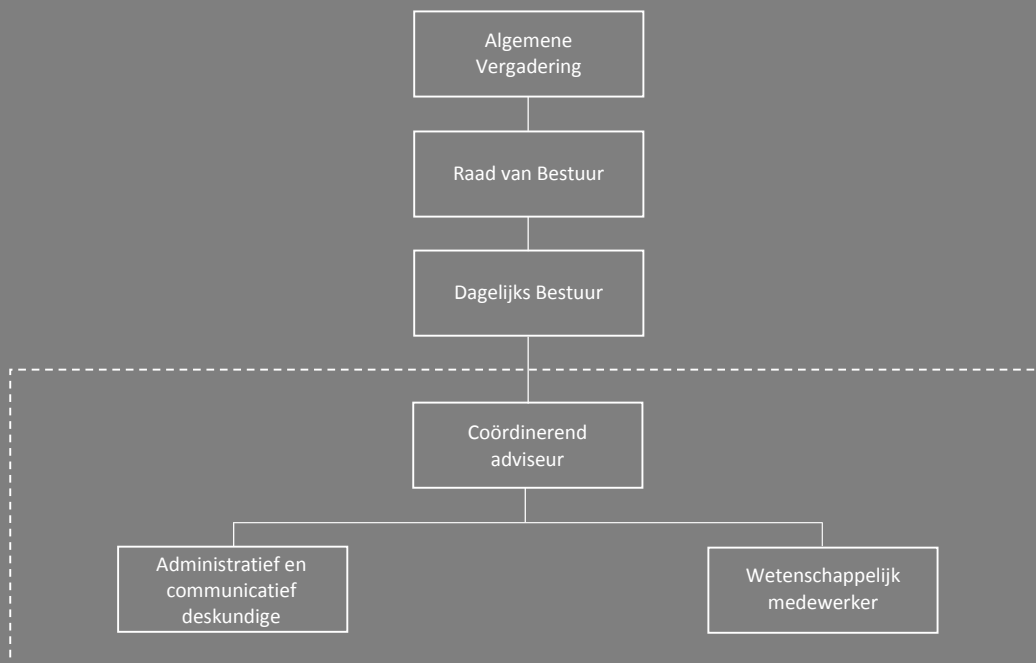 Algemene
Vergadering
Raad van Bestuur
Dagelijks Bestuur
Coördinerend
adviseur
Administratief en
communicatief
deskundige
Wetenschappelijk
medewerker